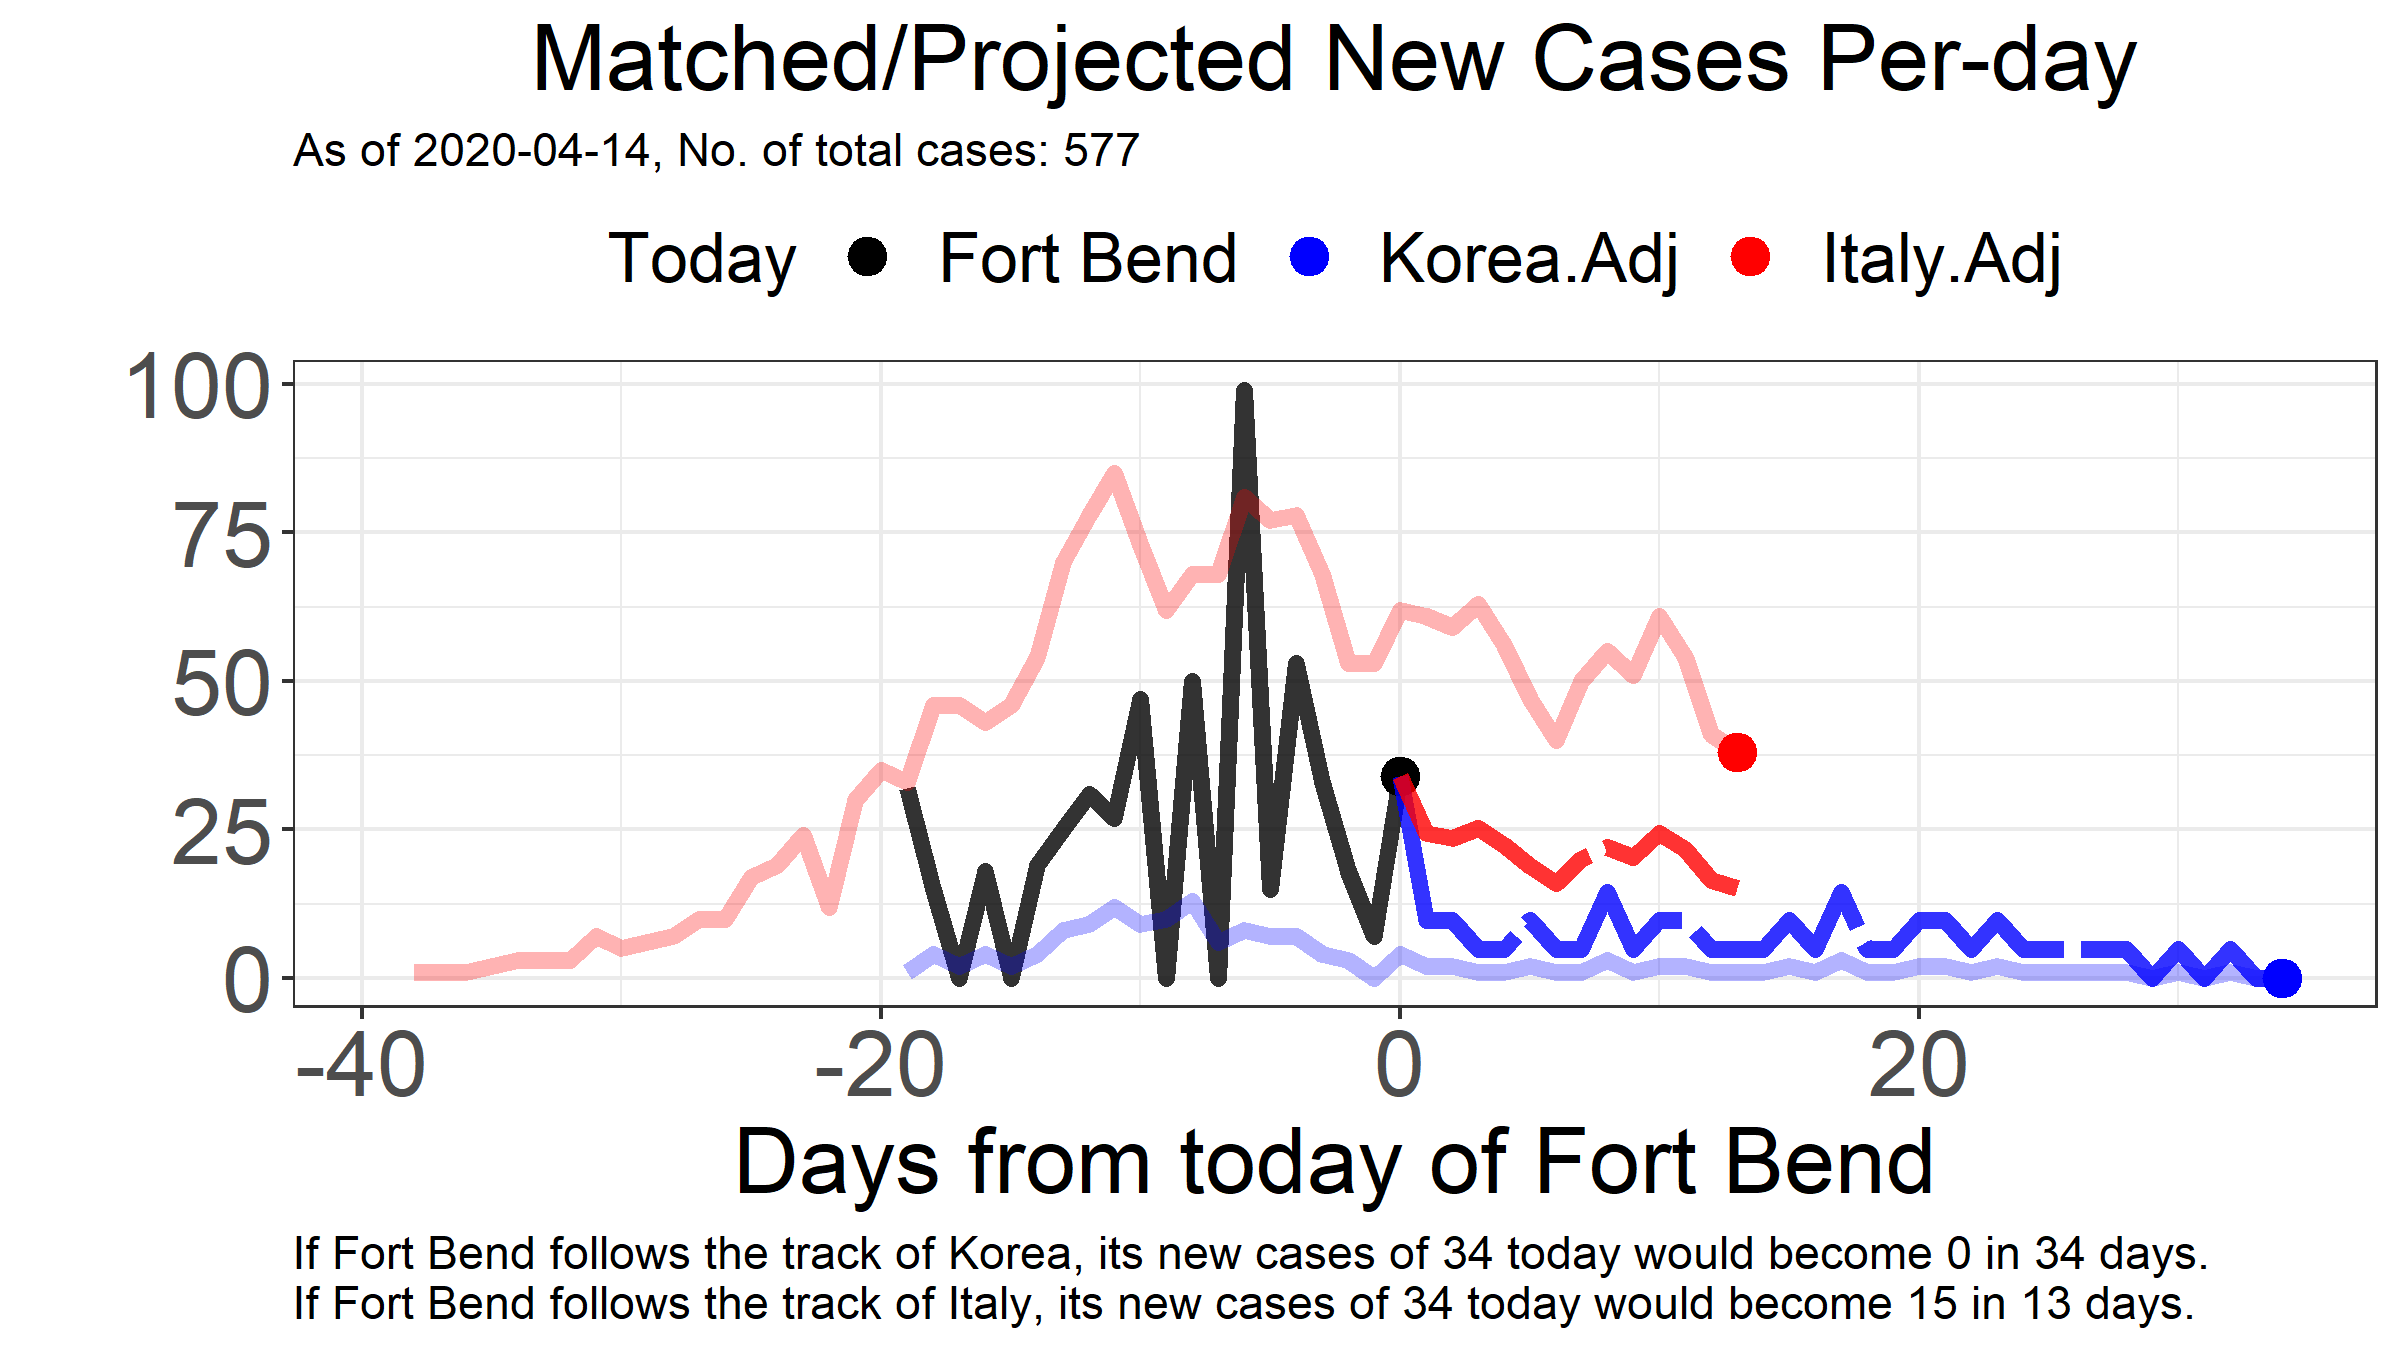 Matched/Projected New Cases Per-day
As of 2020-04-14, No. of total cases: 577
Today Fort Bend Korea.Adj Italy.Adj
100
75
50
25
0
-40 -20 0 20
Days from today of Fort Bend
If Fort Bend follows the track of Korea, its new cases of 34 today would become 0 in 34 days.
If Fort Bend follows the track of Italy, its new cases of 34 today would become 15 in 13 days.